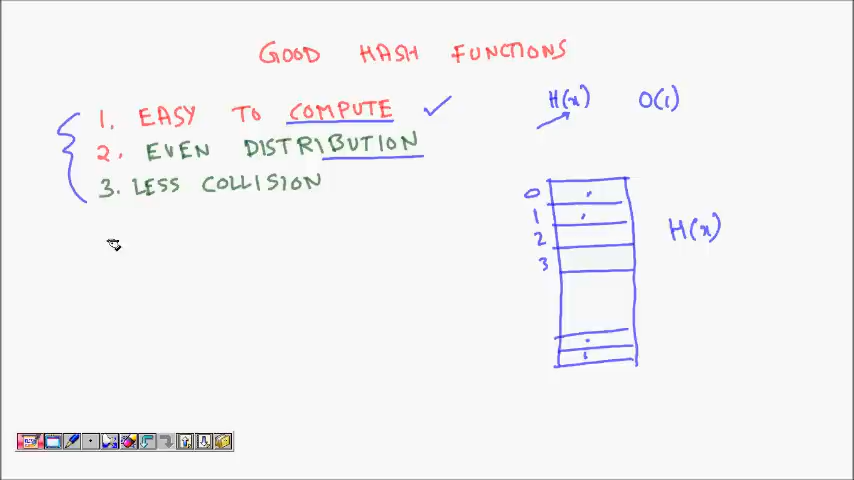 GOOD HASH FUNCTIONS
1. EASY TO COMPUTE
2. EVEN DISTRIBUTION
3. LESS COLLISION
H(x) O(1)
0
1
2
3
H(x)